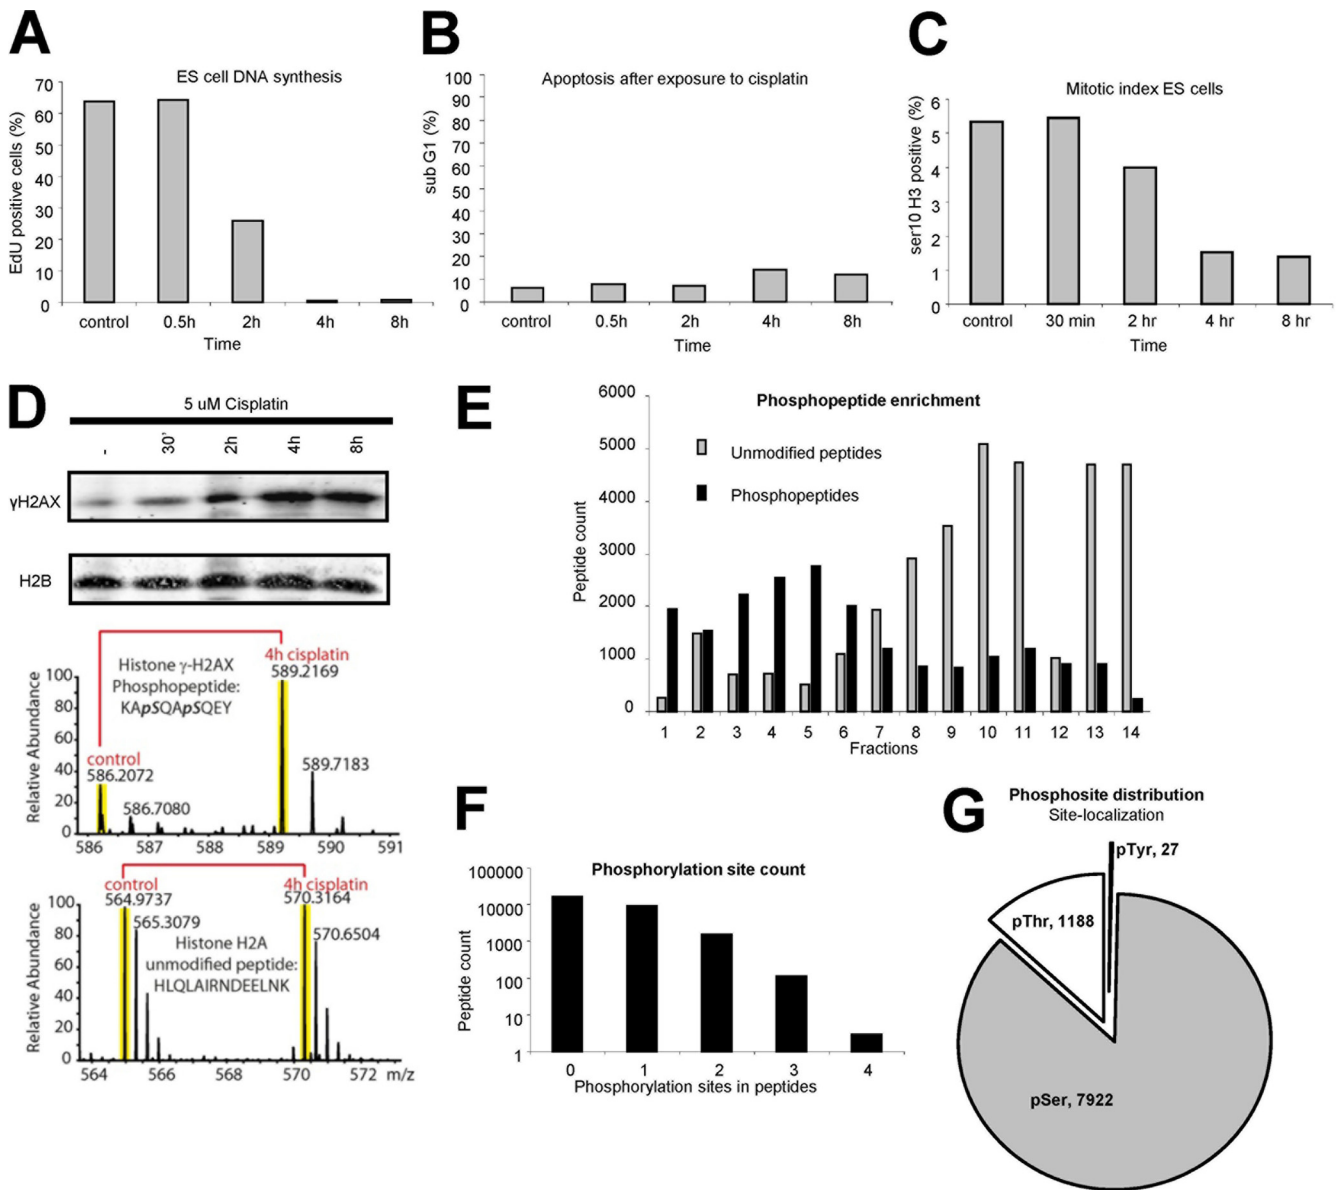 A
ES cell DNA synthesis
EdU positive cells (%)
70
60
50
40
30
20
10
0
control 0.5h 2h 4h 8h
Time
B
Apoptosis after exposure to cisplatin
sub G1 (%)
100
90
80
70
60
50
40
30
20
10
0
control 0.5h 2h 4h 8h
Time
C
Mitotic index ES cells
ser10 H3 positive (%)
6
5
4
3
2
1
0
control 30 min 2 hr 4 hr 8 hr
Time
D
5 uM Cisplatin
- 30' 2h 4h 8h
γH2AX
H2B
Relative Abundance
100
80
60
40
20
0
Histone γ-H2AX
Phosphopeptide:
KApSQApSQEY
control
586.2072
586.7080
4h cisplatin
589.2169
589.7183
586 587 588 589 590 591
Relative Abundance
100
80
60
40
20
0
control
564.9737
565.3079
Histone H2A
unmodified peptide:
HLQLAIRNDEELNK
4h cisplatin
570.3164
570.6504
564 566 568 570 572 m/z
E
Phosphopeptide enrichment
Unmodified peptides
Phosphopeptides
Peptide count
6000
5000
4000
3000
2000
1000
0
1 2 3 4 5 6 7 8 9 10 11 12 13 14
Fractions
F
Phosphorylation site count
Peptide count
100000
10000
1000
100
10
1
0 1 2 3 4
Phosphorylation sites in peptides
G
Phosphosite distribution
Site-localization
pTyr, 27
pThr, 1188
pSer, 7922